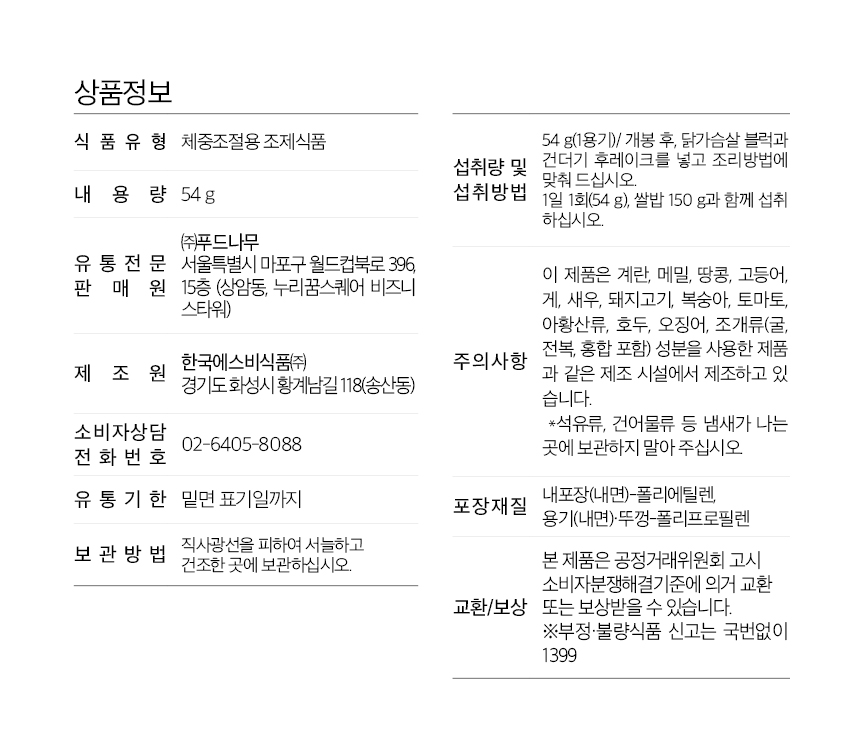 상품정보
식품유형 체중조절용 조제식품
내용량 54 g
유통전문
판매원
㈜푸드나무
서울특별시 마포구 월드컵북로 396,
15층 (상암동, 누리꿈스퀘어 비즈니
스타워)
제조원
한국에스비식품㈜
경기도 화성시 황계남길 118(송산동)
소비자상담
전화번호
02-6405-8088
유통기한 밑면 표기일까지
보관방법
직사광선을 피하여 서늘하고
건조한 곳에 보관하십시오.
섭취량 및
섭취방법
54 g(1용기)/ 개봉 후, 닭가슴살 블럭과
건더기 후레이크를 넣고 조리방법에
맞춰 드십시오.
1일 1회(54 g), 쌀밥 150 g과 함께 섭취
하십시오.
주의사항
이 제품은 계란, 메밀, 땅콩, 고등어,
게, 새우, 돼지고기, 복숭아, 토마토,
아황산류, 호두, 오징어, 조개류(굴,
전복, 홍합 포함) 성분을 사용한 제품
과 같은 제조 시설에서 제조하고 있
습니다.
*석유류, 건어물류 등 냄새가 나는
곳에 보관하지 말아 주십시오.
포장재질
내포장(내면)-폴리에틸렌,
용기(내면)·뚜껑-폴리프로필렌
교환/보상
본 제품은 공정거래위원회 고시
소비자분쟁해결기준에 의거 교환
또는 보상받을 수 있습니다.
※부정·불량식품 신고는 국번없이
1399